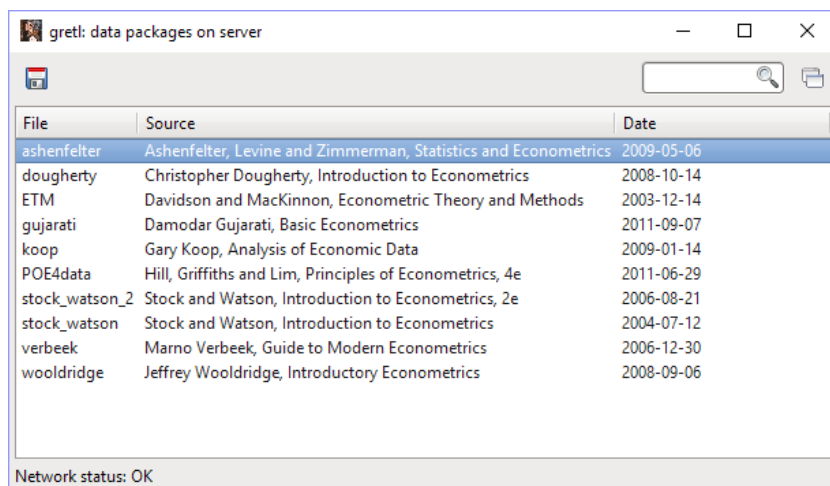 gretl: data packages on server
File Source Date
ashenfelter Ashenfelter, Levine and Zimmerman, Statistics and Econometrics 2009-05-06
dougherty Christopher Dougherty, Introduction to Econometrics 2008-10-14
ETM Davidson and MacKinnon, Econometric Theory and Methods 2003-12-14
gujarati Damodar Gujarati, Basic Econometrics 2011-09-07
koop Gary Koop, Analysis of Economic Data 2009-01-14
POE4data Hill, Griffiths and Lim, Principles of Econometrics, 4e 2011-06-29
stock_watson_2 Stock and Watson, Introduction to Econometrics, 2e 2006-08-21
stock_watson Stock and Watson, Introduction to Econometrics 2004-07-12
verbeek Marno Verbeek, Guide to Modern Econometrics 2006-12-30
wooldridge Jeffrey Wooldridge, Introductory Econometrics 2008-09-06
Network status: OK